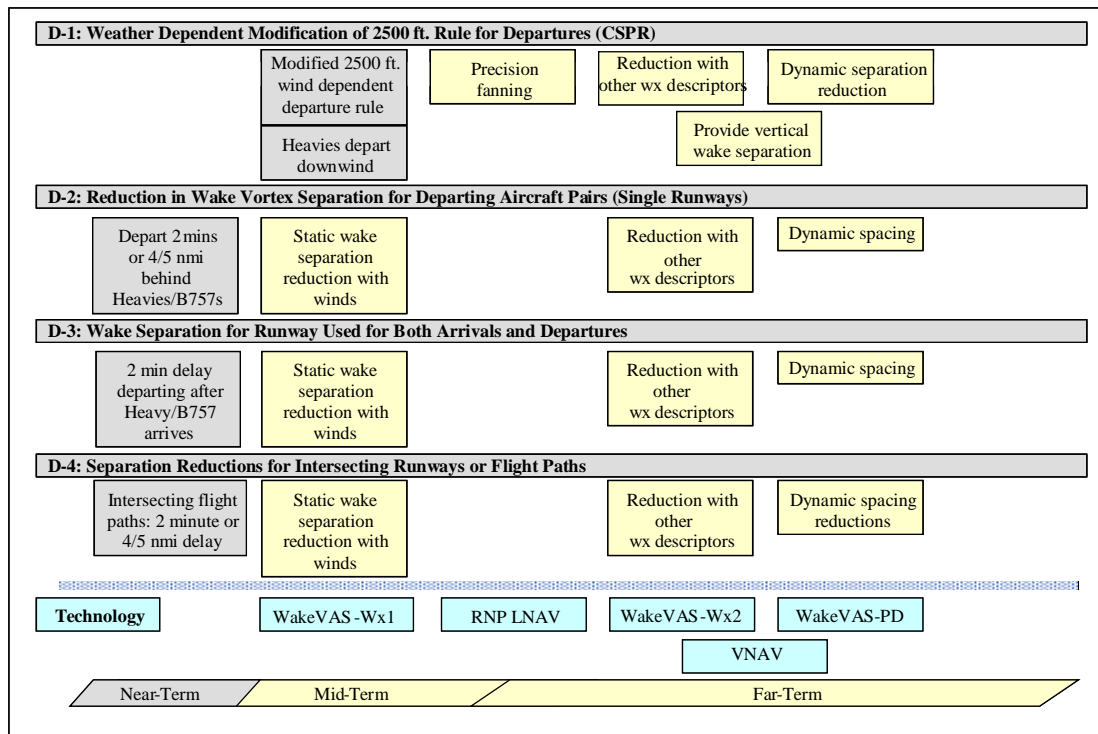 D-1: Weather Dependent Modification of 2500 ft. Rule for Departures (CSPR)
Modified 2500 ft.
wind dependent
departure rule
Heavies depart
downwind
Precision
fanning
Reduction with
other wx descriptors
Provide vertical
wake separation
Dynamic separation
reduction
D-2: Reduction in Wake Vortex Separation for Departing Aircraft Pairs (Single Runways)
Depart 2 mins
or 4/5 nmi
behind
Heavies/B757s
Static wake
separation
reduction with
winds
Reduction with
other
wx descriptors
Dynamic spacing
D-3: Wake Separation for Runway Used for Both Arrivals and Departures
2 min delay
departing after
Heavy/B757
arrives
Static wake
separation
reduction with
winds
Reduction with
other
wx descriptors
Dynamic spacing
D-4: Separation Reductions for Intersecting Runways or Flight Paths
Intersecting flight
paths: 2 minute or
4/5 nmi delay
Static wake
separation
reduction with
winds
Reduction with
other
wx descriptors
Dynamic spacing
reductions
Technology
WakeVAS-Wx1
RNP LNAV
WakeVAS-Wx2
WakeVAS-PD
VNAV
Near-Term
Mid-Term
Far-Term